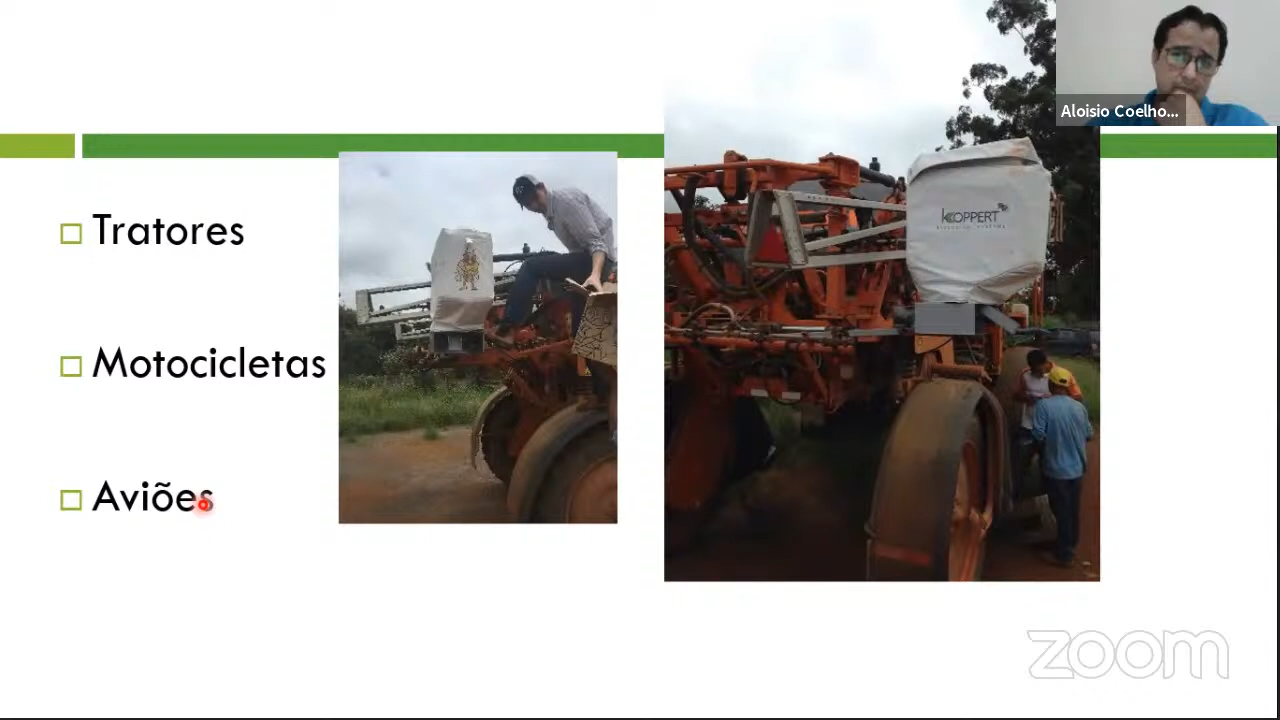 Aloisio Coelho...
Tratores
Motocicletas
Aviões
KOPPERT
zoom